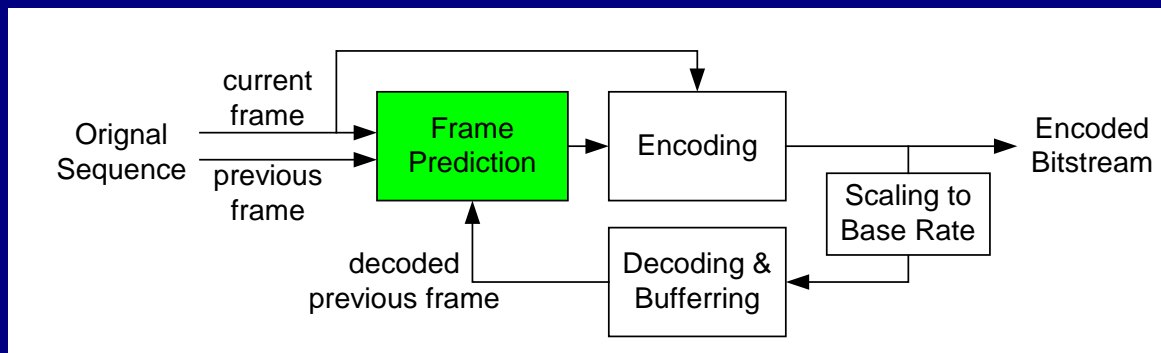 current
frame
Orignal
Sequence
previous
frame
Frame
Prediction
Encoding
Encoded
Bitstream
Scaling to
Base Rate
decoded
previous frame
Decoding &
Bufferring